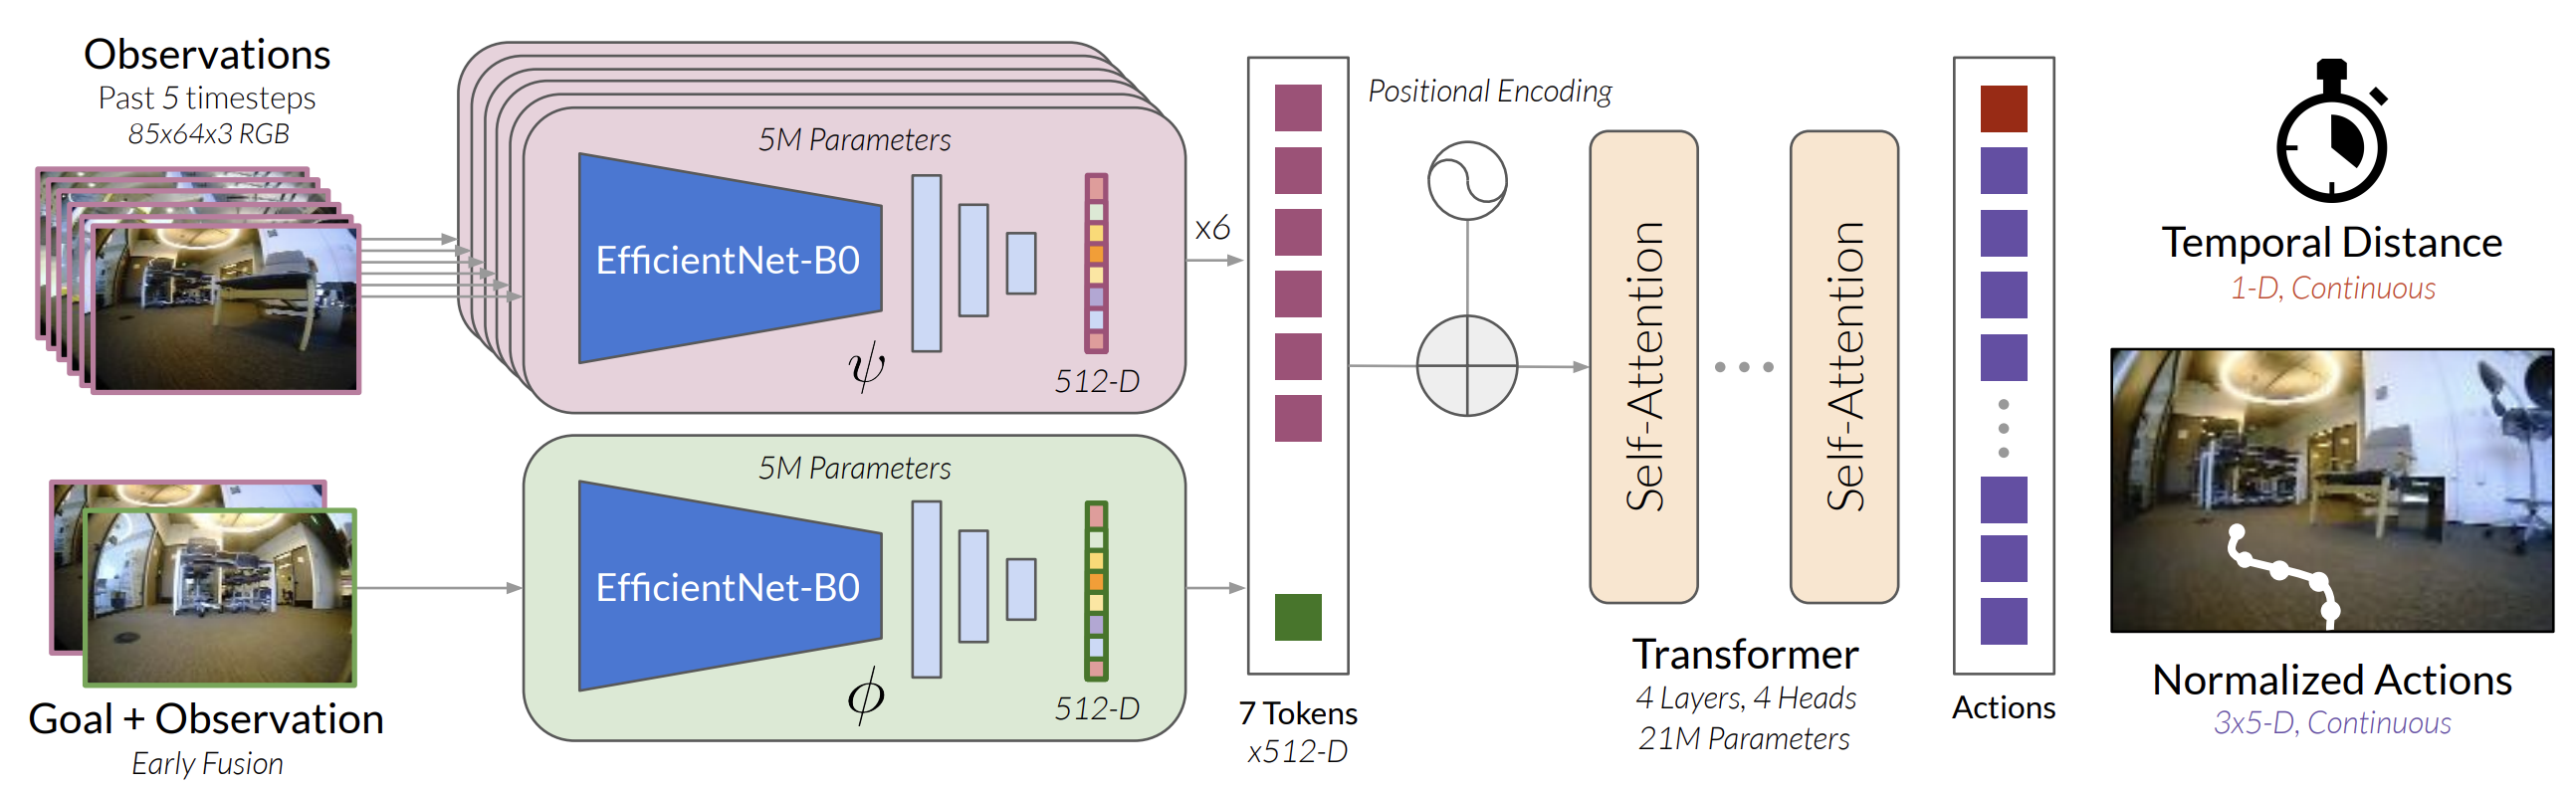 Observations
Past 5 timesteps
85x64x3 RGB
5M Parameters
EfficientNet-B0
ψ
512-D
x6
Goal + Observation
Early Fusion
5M Parameters
EfficientNet-B0
ϕ
512-D
7 Tokens
x512-D
Positional Encoding
Self-Attention
Self-Attention
Transformer
4 Layers, 4 Heads
21M Parameters
Actions
Temporal Distance
1-D, Continuous
Normalized Actions
3x5-D, Continuous